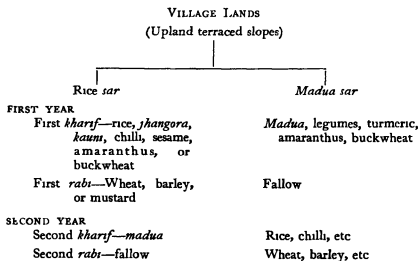 VILLAGE LANDS
(Upland terraced slopes)
Rice sar Madua sar
FIRST YEAR
First kharif—rice, jhangora, Madua, legumes, turmeric,
kauni, chilli, sesame, amaranthus, buckwheat
amaranthus, or
buckwheat
First rabi—Wheat, barley, Fallow
or mustard
SECOND YEAR
Second kharif—madua Rice, chilli, etc
Second rabi—fallow Wheat, barley, etc